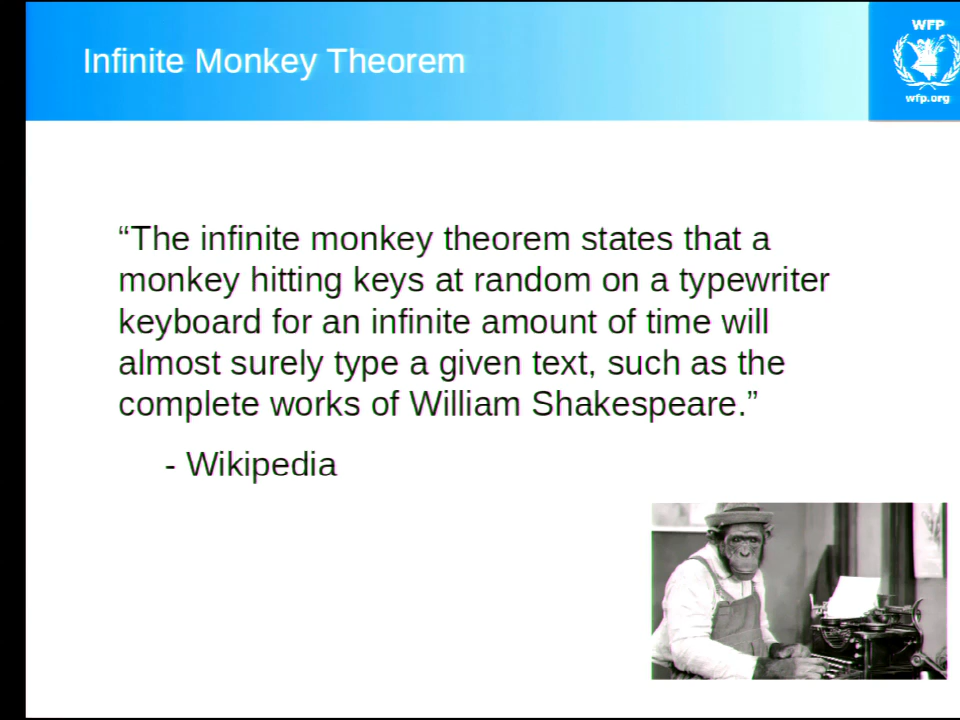 Infinite Monkey Theorem
WFP
wfp.org
“The infinite monkey theorem states that a
monkey hitting keys at random on a typewriter
keyboard for an infinite amount of time will
almost surely type a given text, such as the
complete works of William Shakespeare.”
- Wikipedia